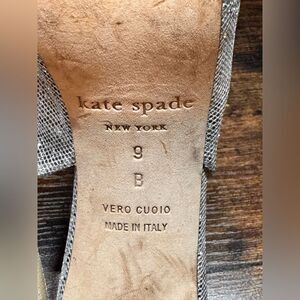 kate spade
NEW YORK
9
B
VERO CUOIO
MADE IN ITALY